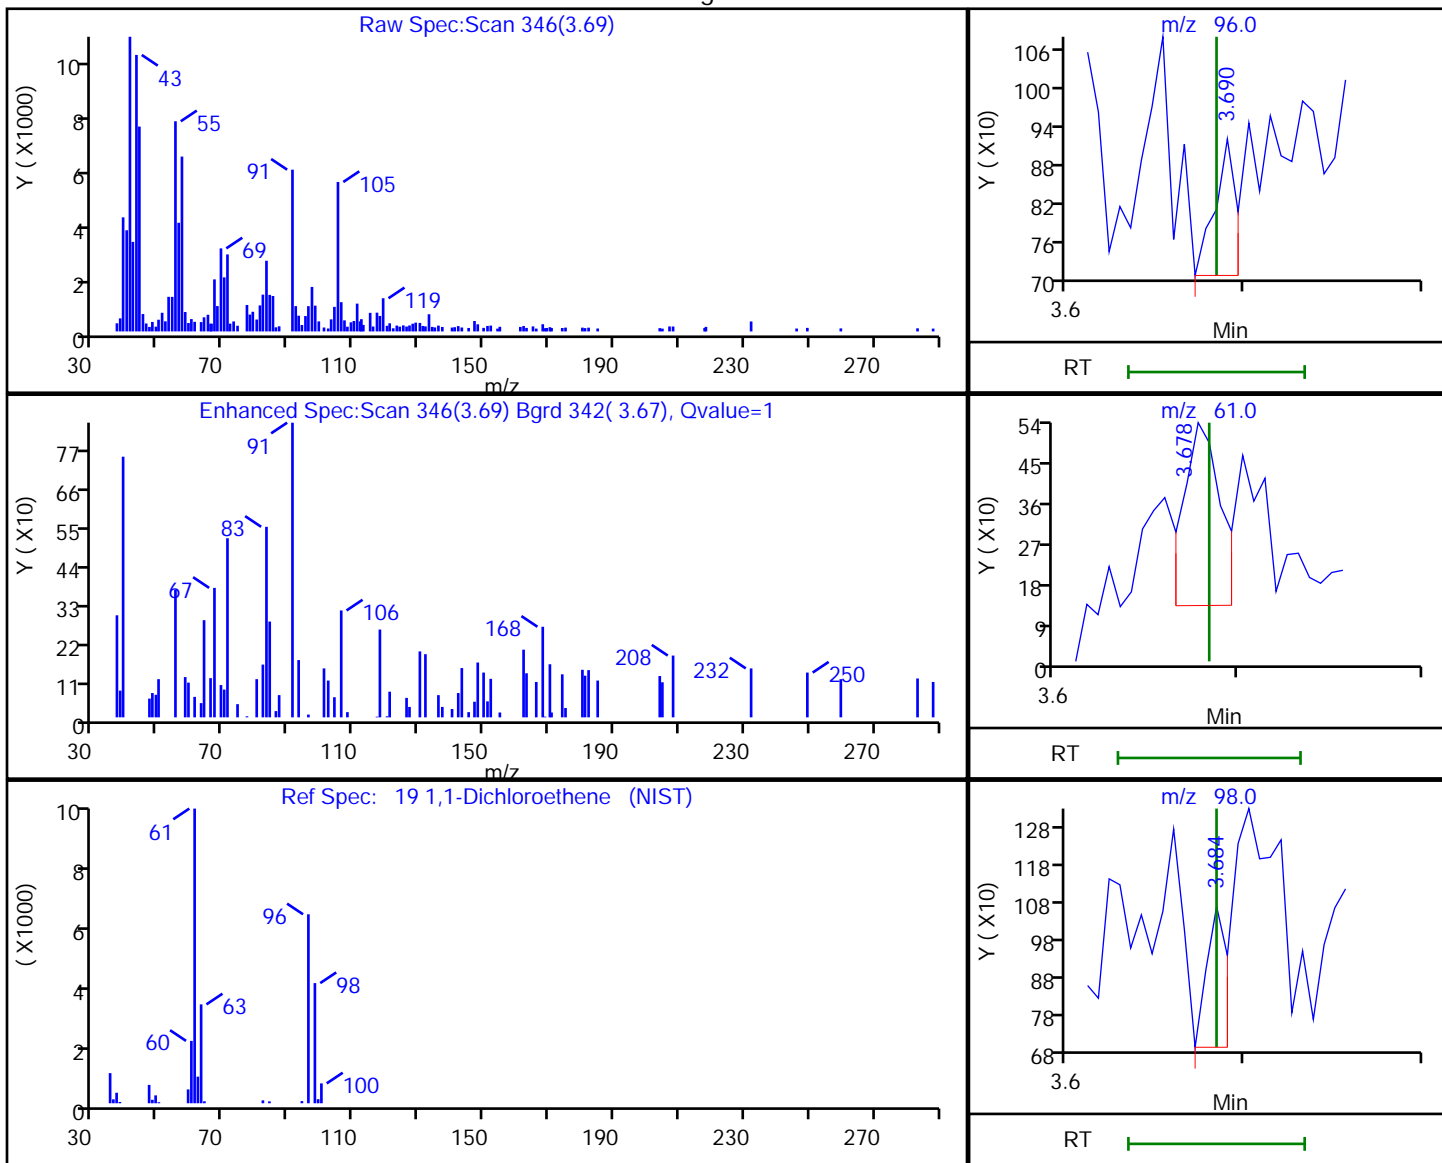 Raw Spec:Scan 346(3.69)
Y ( X1000)
10
8
6
4
2
0
43
55
91
105
69
119
30 70 110 150 190 230 270
m/z
m/z 96.0
Y ( X10)
106
100
94
88
82
76
70
3.690
3.6
Min
RT
Enhanced Spec:Scan 346(3.69) Bgrd 342( 3.67), Qvalue=1
Y ( X10)
77
66
55
44
33
22
11
0
91
83
67
106
168
208
232
250
30 70 110 150 190 230 270
m/z
m/z 61.0
Y ( X10)
54
45
36
27
18
9
0
3.678
3.6
Min
RT
Ref Spec: 19 1,1-Dichloroethene (NIST)
( X1000)
10
8
6
4
2
0
61
96
98
63
60
100
30 70 110 150 190 230 270
m/z 98.0
Y ( X10)
128
118
108
98
88
78
68
3.684
3.6
Min
RT